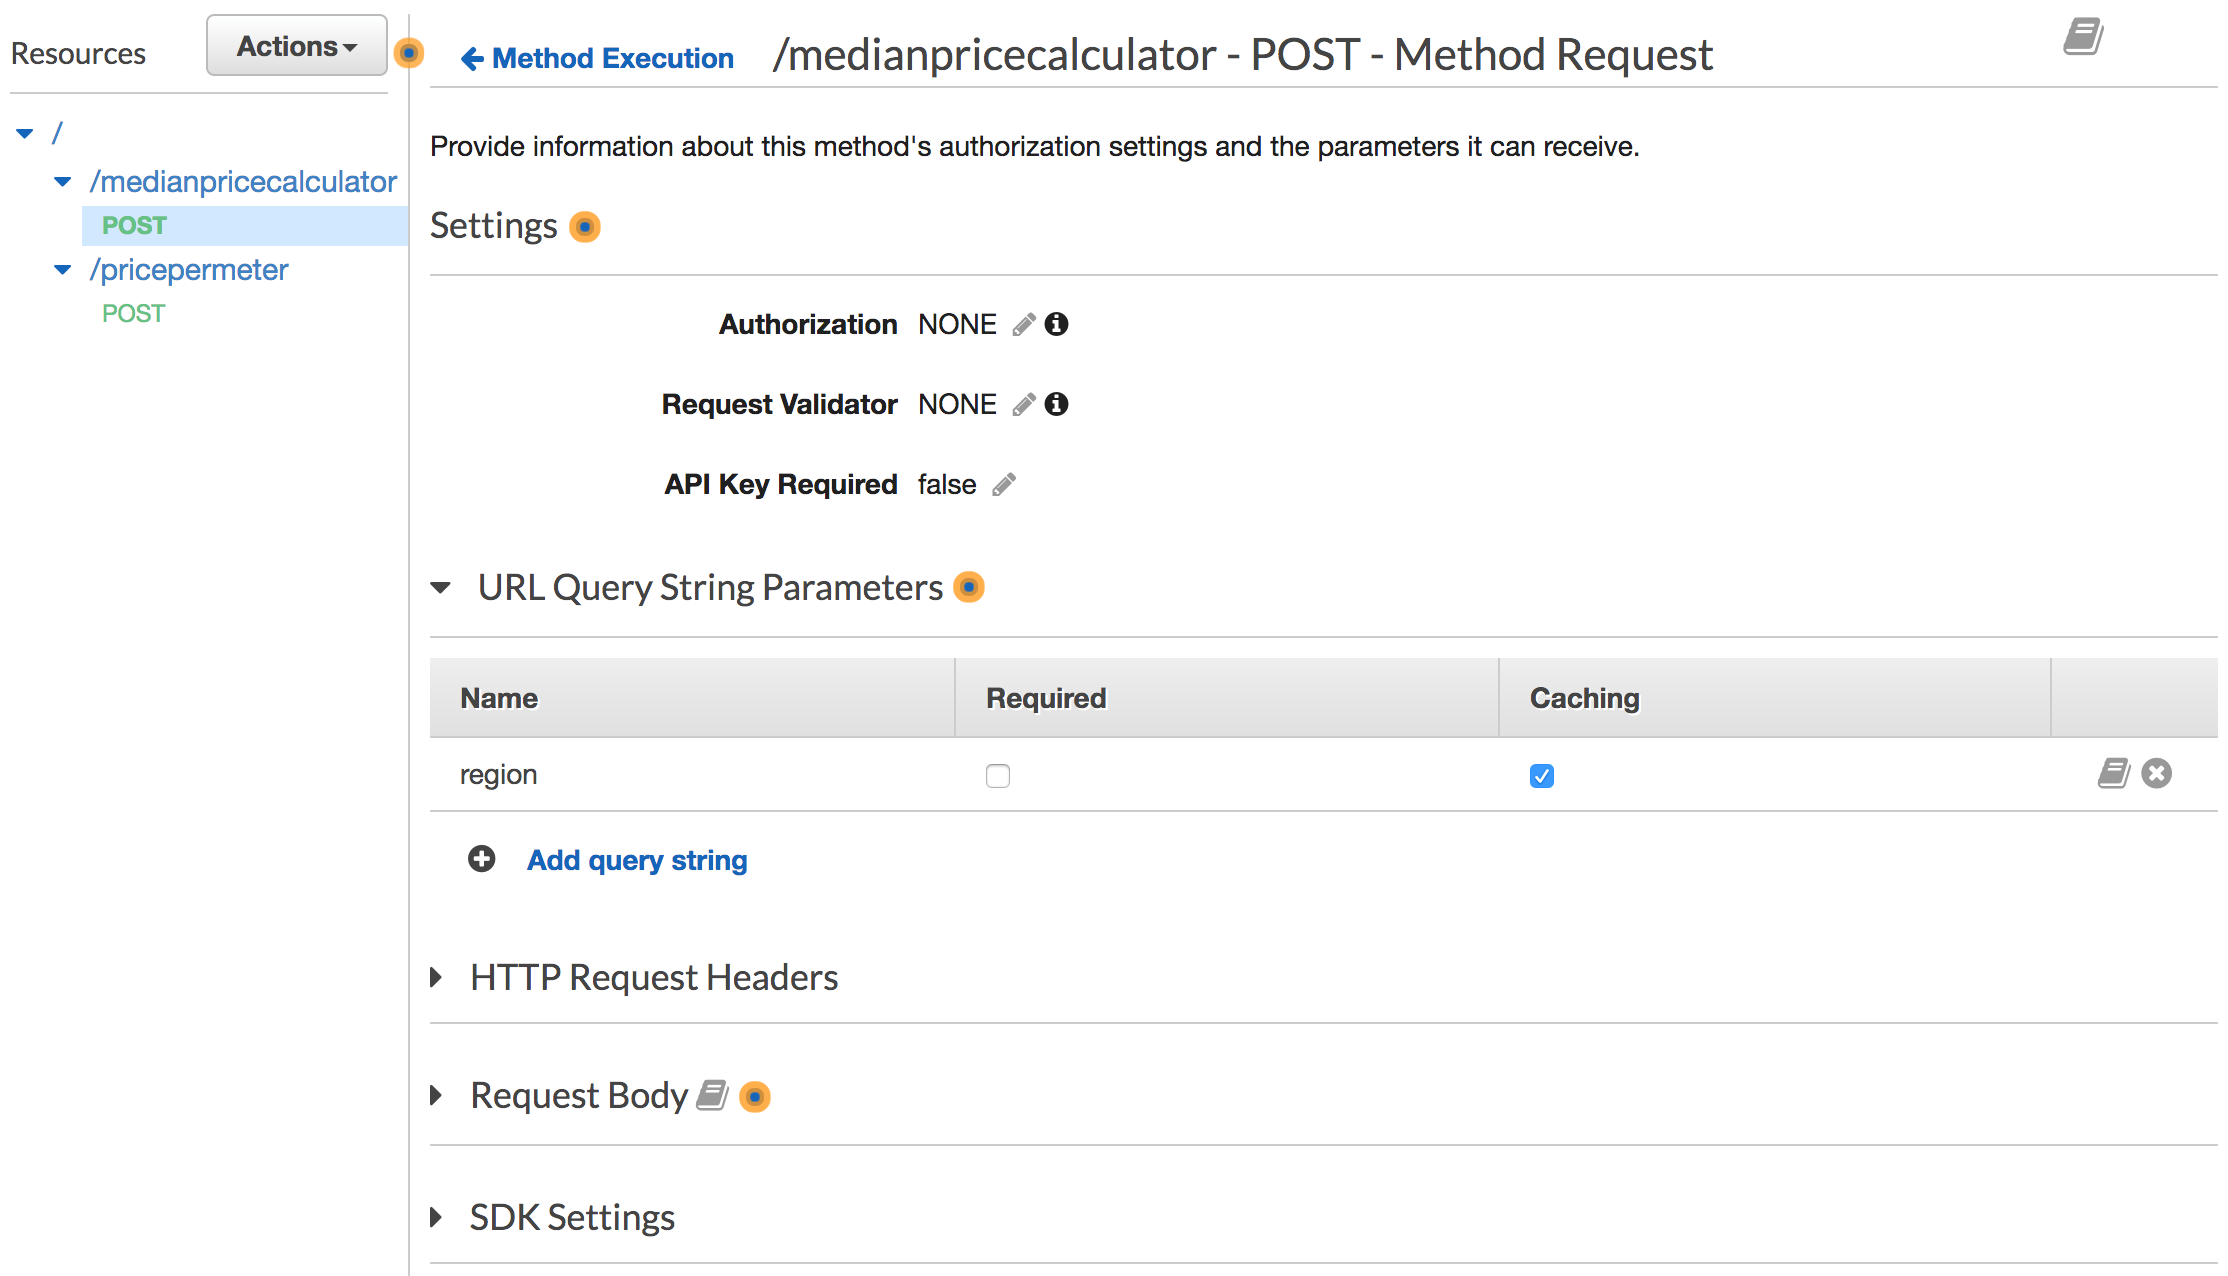 Resources
Actions
/
/medianpricecalculator
POST
/pricepermeter
POST
Method Execution /medianpricecalculator - POST - Method Request
Provide information about this method's authorization settings and the parameters it can receive.
Settings
Authorization NONE
Request Validator NONE
API Key Required false
URL Query String Parameters
Name Required Caching
region
Add query string
HTTP Request Headers
Request Body
SDK Settings